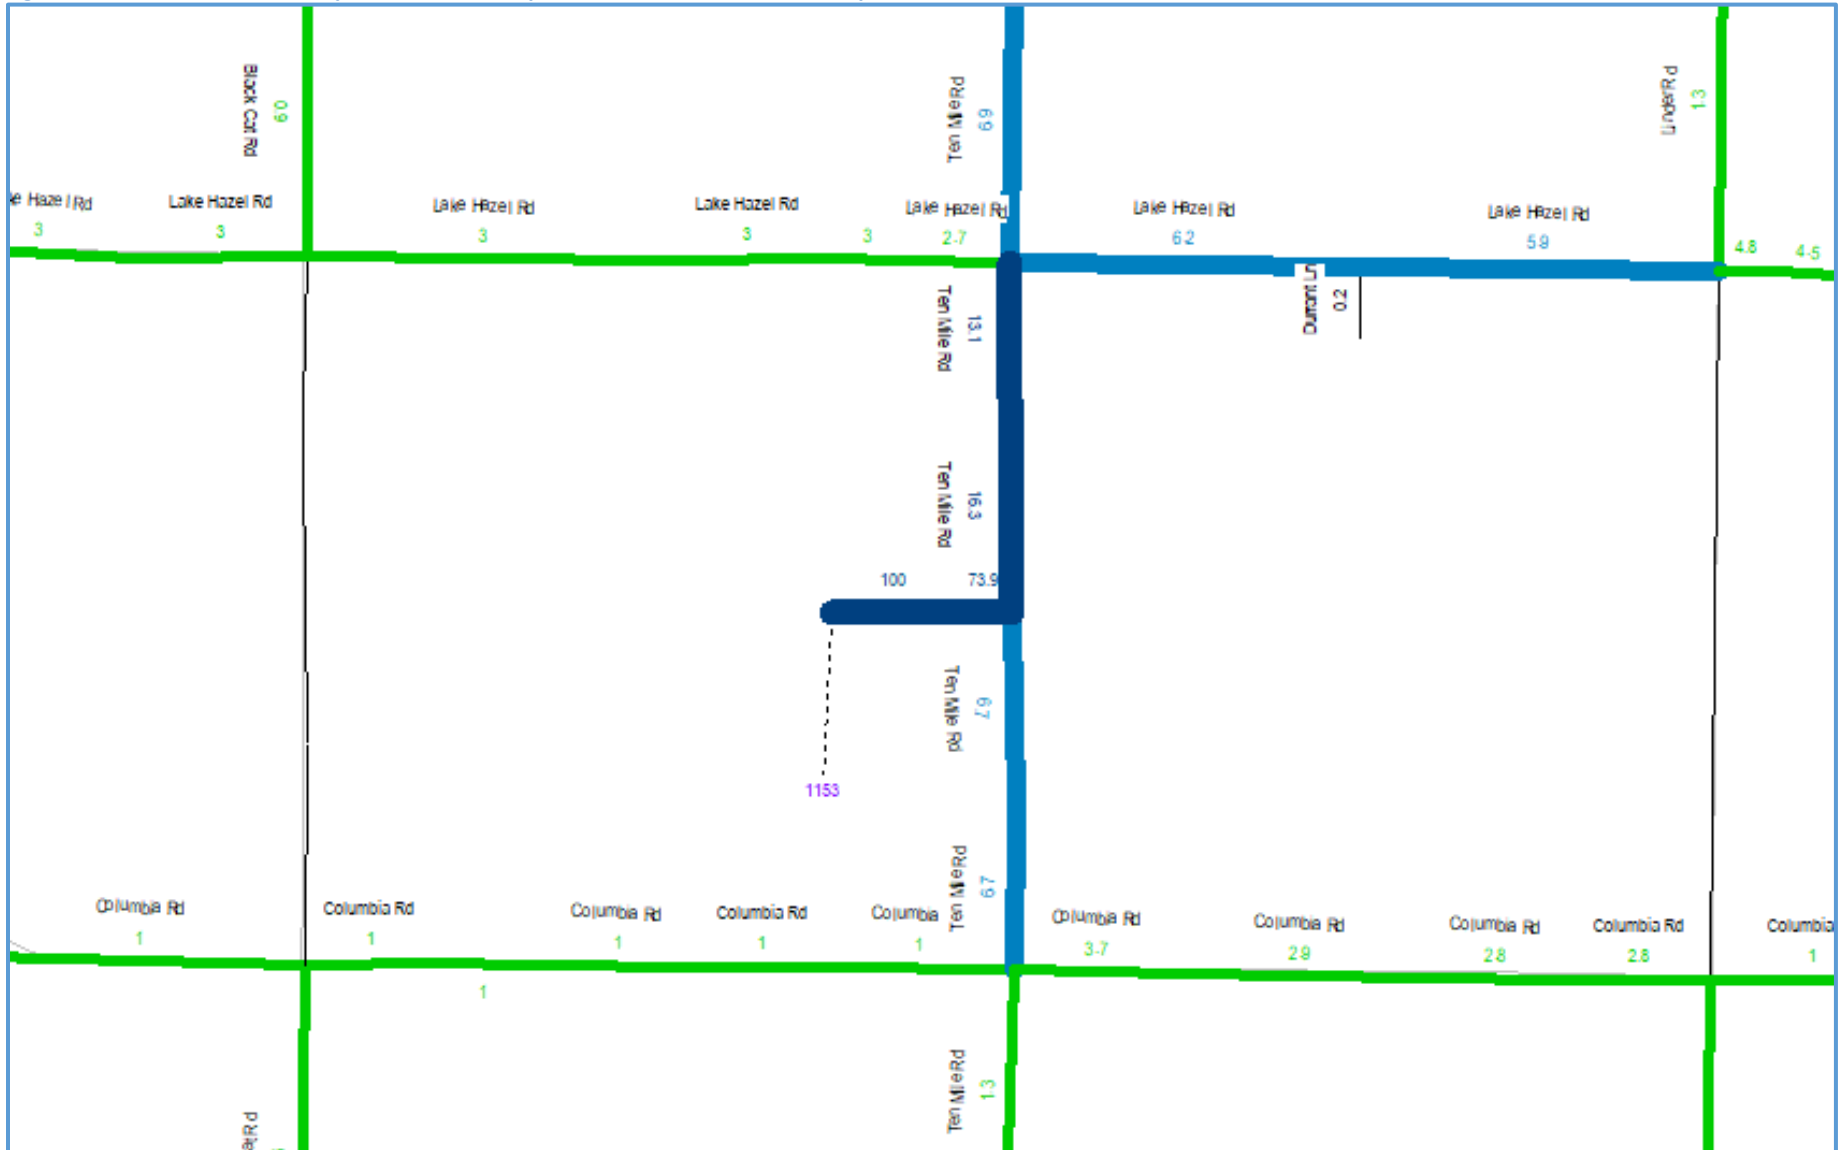 Black Cat Rd
0.9
Ten Mile Rd
6.9
Linder Rd
1.3
Hazel Rd
3
Lake Hazel Rd
3
Lake Hazel Rd
3
Lake Hazel Rd
3
3
Lake Hazel Rd
2.7
Lake Hazel Rd
6.2
Lake Hazel Rd
5.9
4.8
4.5
Ten Mile Rd
13.1
0.2
Ten Mile Rd
16.3
100
73.9
Ten Mile Rd
6.7
1153
Ten Mile Rd
6.7
Columbia Rd
1
Columbia Rd
1
Columbia Rd
1
Columbia Rd
1
Columbia
1
Columbia Rd
3.7
Columbia Rd
2.9
Columbia Rd
2.8
Columbia Rd
2.8
Columbia
1
1
Ten Mile Rd
1.3
Rd